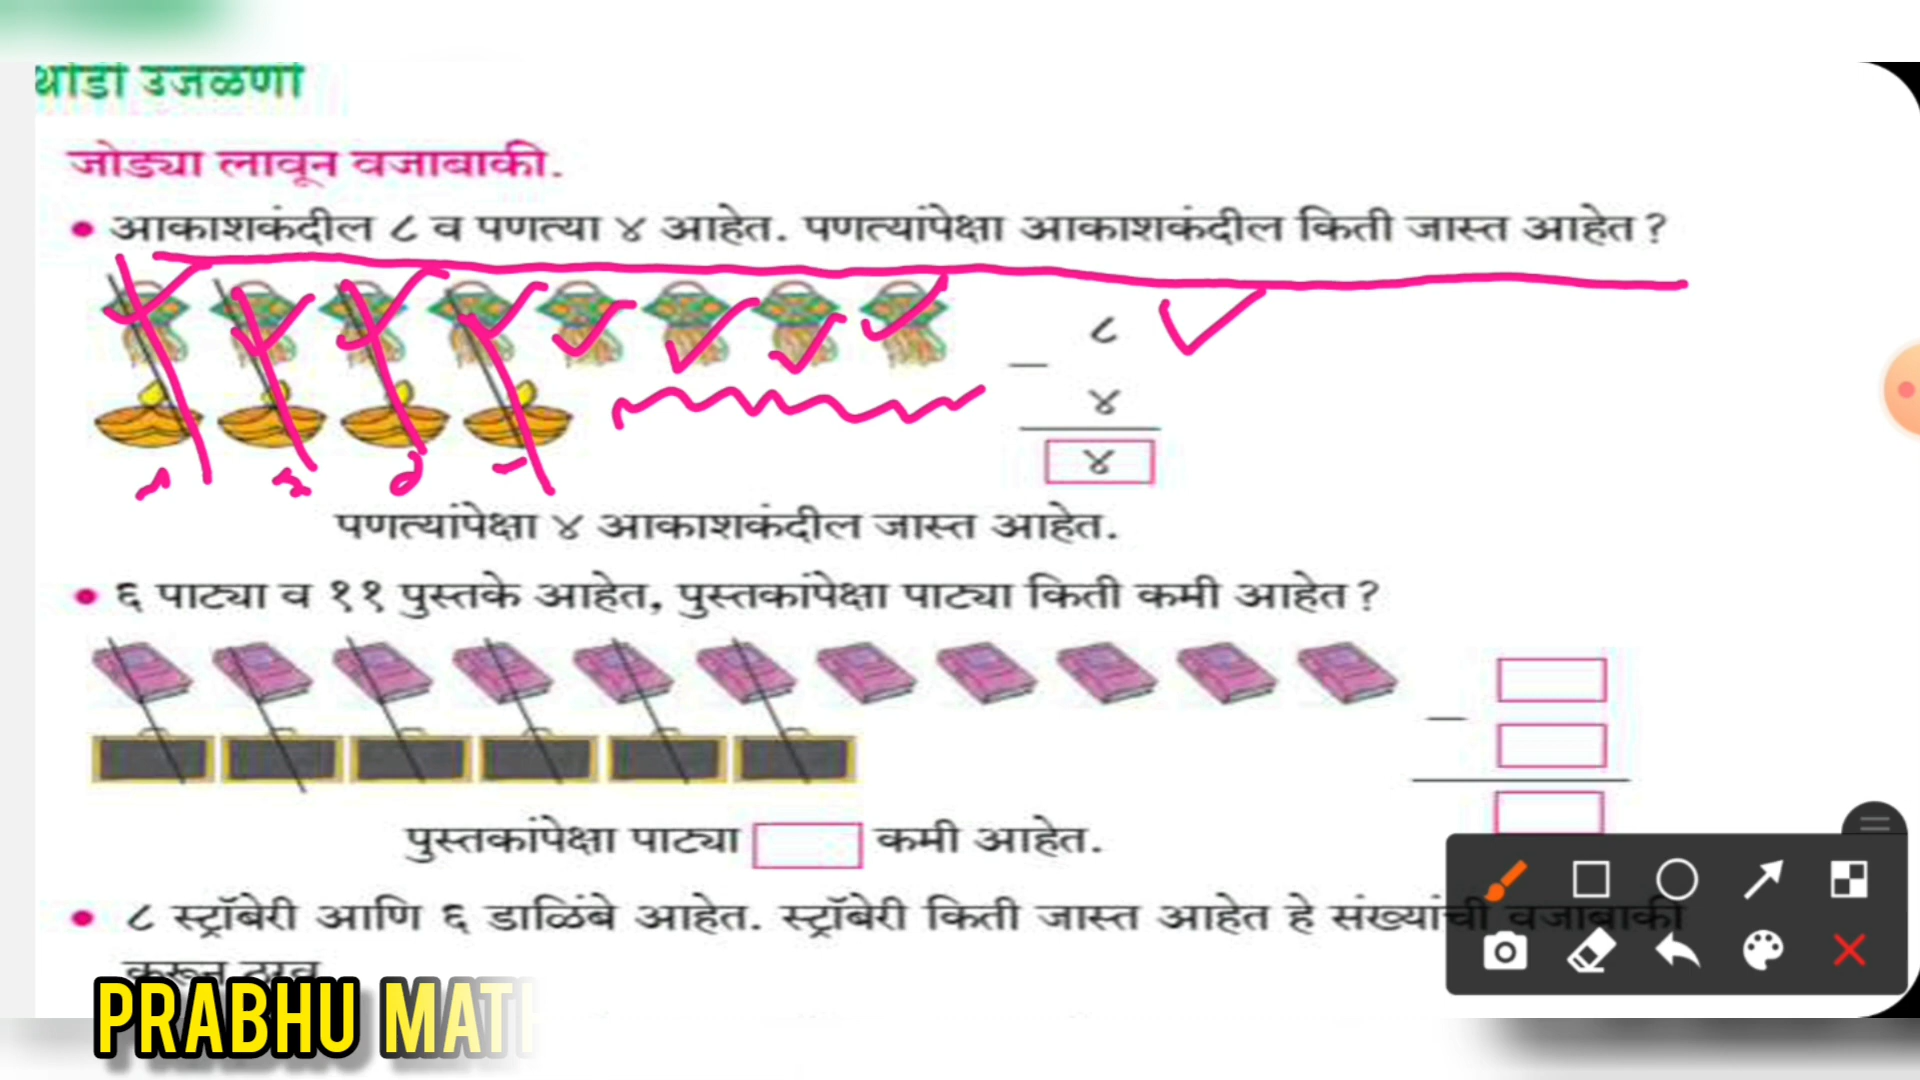 थोडी उजळणी
जोड्या लावून वजाबाकी.
• आकाशकंदील ८ व पणत्या ४ आहेत. पणत्यांपेक्षा आकाशकंदील किती जास्त आहेत?
८
—
४
४
पणत्यांपेक्षा ४ आकाशकंदील जास्त आहेत.
• ६ पाट्या व ११ पुस्तके आहेत, पुस्तकांपेक्षा पाट्या किती कमी आहेत?
—
पुस्तकांपेक्षा पाट्या कमी आहेत.
• ८ स्ट्रॉबेरी आणि ६ डाळिंबे आहेत. स्ट्रॉबेरी किती जास्त आहेत हे संख्यांची वजाबाकी
करून ठरव
PRABHU MAT